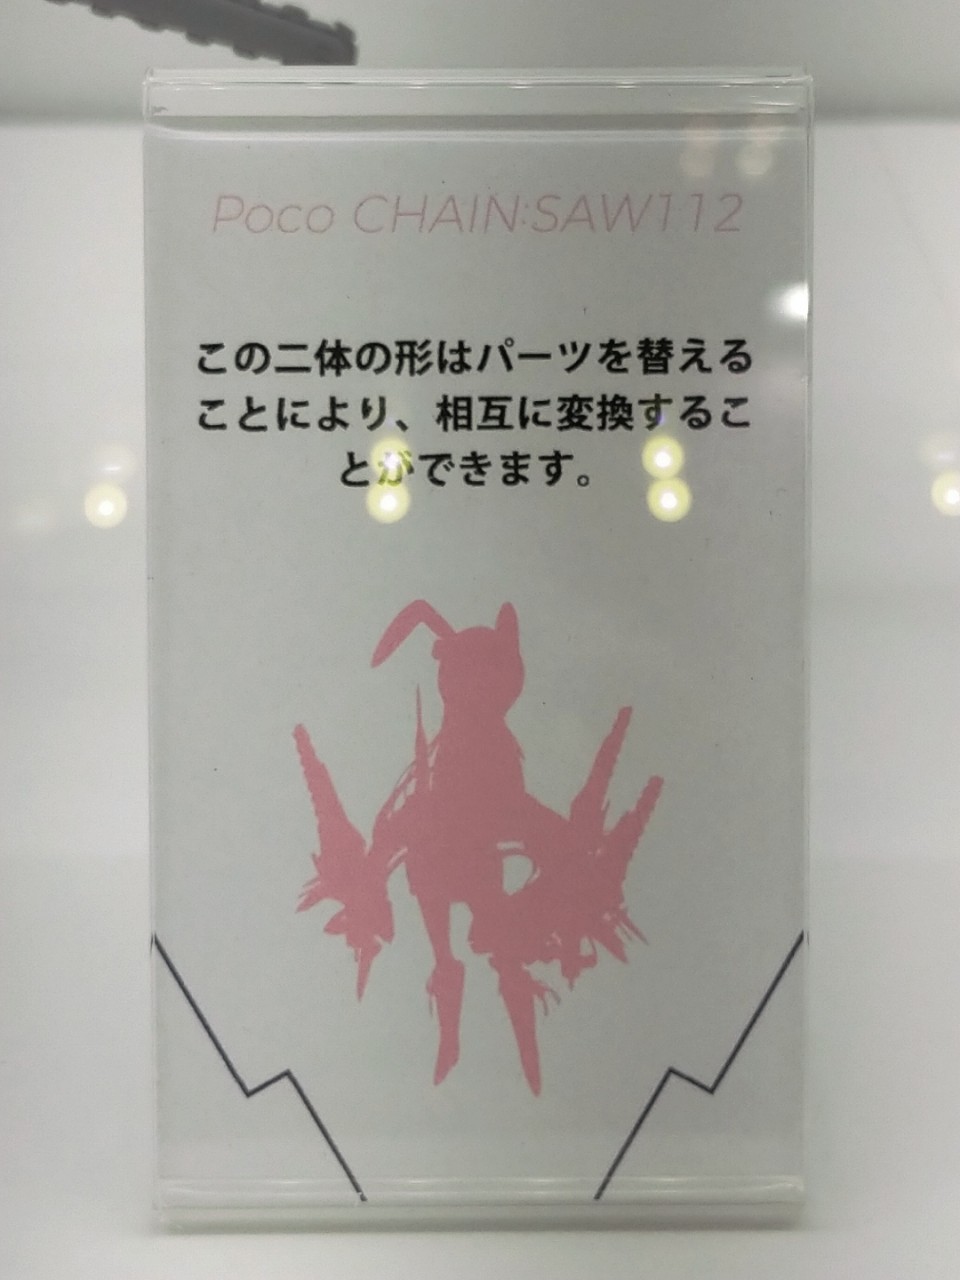 Poco CHAIN:SAW112
この二体の形はパーツを替える
ことにより、相互に変換するこ
とができます。